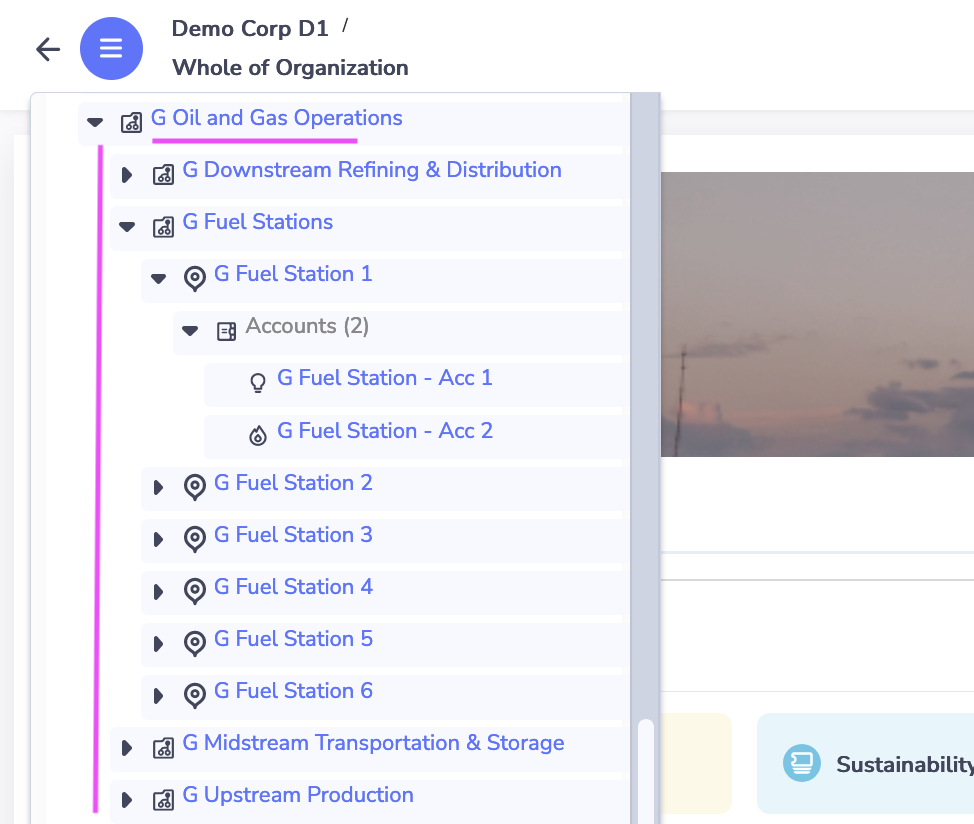 Demo Corp D1 /
Whole of Organization
G Oil and Gas Operations
G Downstream Refining & Distribution
G Fuel Stations
G Fuel Station 1
Accounts (2)
G Fuel Station - Acc 1
G Fuel Station - Acc 2
G Fuel Station 2
G Fuel Station 3
G Fuel Station 4
G Fuel Station 5
G Fuel Station 6
G Midstream Transportation & Storage
G Upstream Production
Sustainability